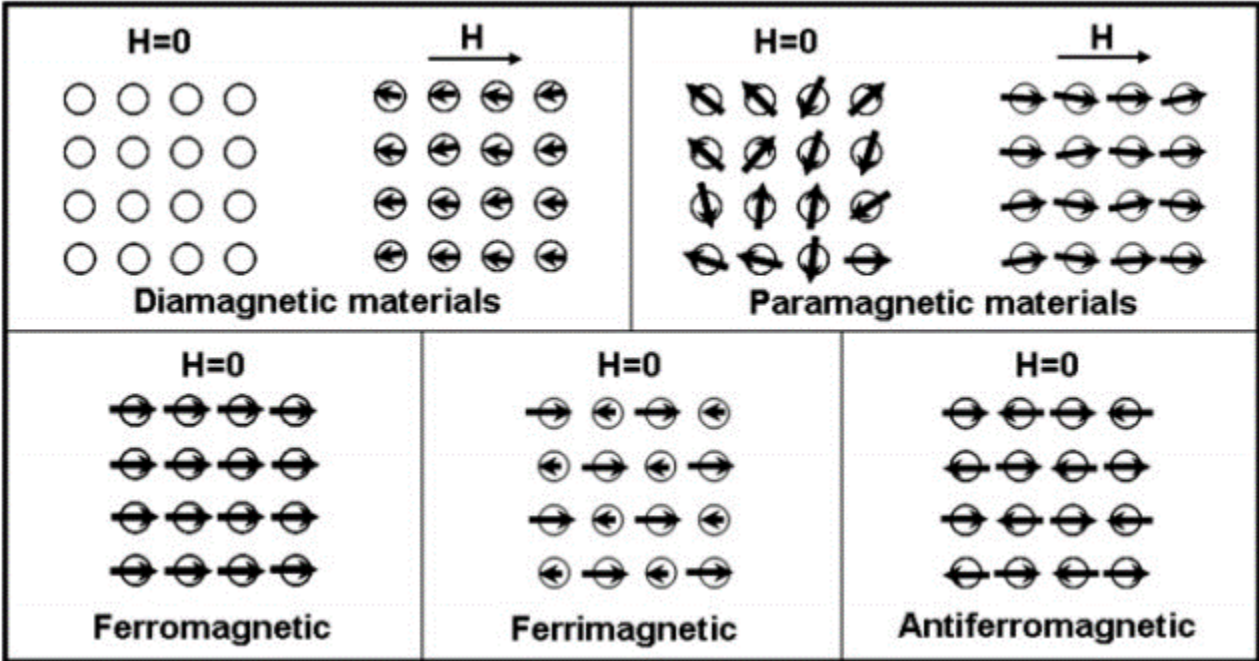 H=0
H
Diamagnetic materials
H=0
H
Paramagnetic materials
H=0
Ferromagnetic
H=0
Ferrimagnetic
H=0
Antiferromagnetic